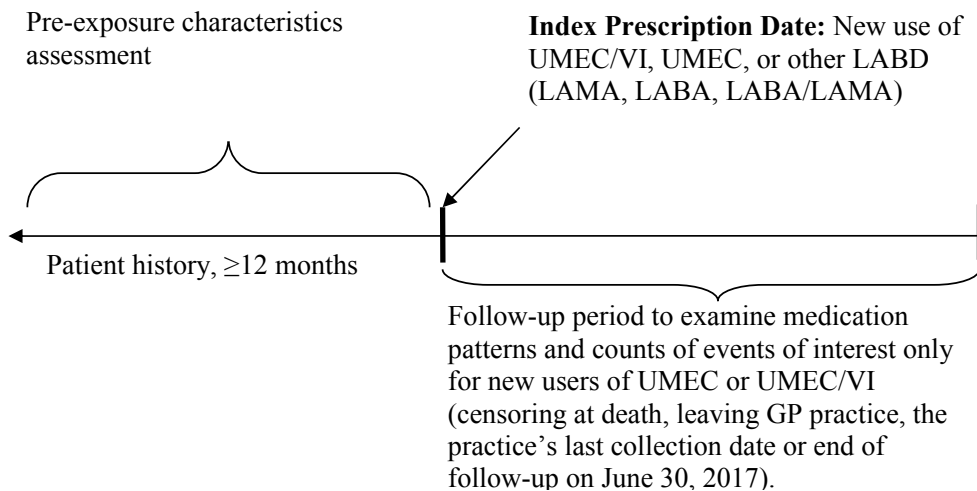 Pre-exposure characteristics
assessment
Index Prescription Date: New use of
UMEC/VI, UMEC, or other LABD
(LAMA, LABA, LABA/LAMA)
Patient history, ≥12 months
Follow-up period to examine medication
patterns and counts of events of interest only
for new users of UMEC or UMEC/VI
(censoring at death, leaving GP practice, the
practice's last collection date or end of
follow-up on June 30, 2017).